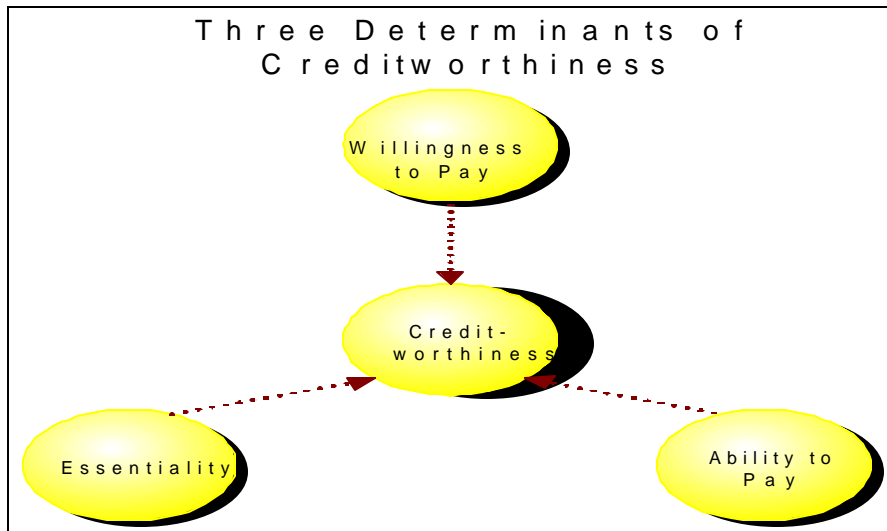 Three Determinants of
Creditworthiness
Willingness
to Pay
Credit-
worthiness
Essentiality
Ability to
Pay